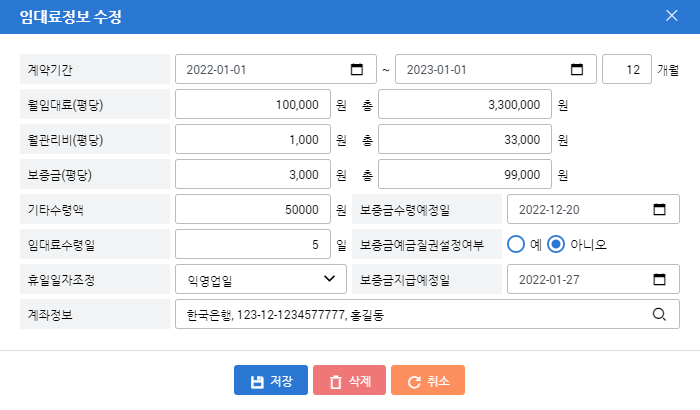 임대료정보 수정
계약기간 2022-01-01 ~ 2023-01-01 12 개월
월임대료(평당) 100,000 원 총 3,300,000 원
월관리비(평당) 1,000 원 총 33,000 원
보증금(평당) 3,000 원 총 99,000 원
기타수령액 50000 원 보증금수령예정일 2022-12-20
임대료수령일 5 일 보증금예금질권설정여부 예 아니오
휴일일자조정 익영업일 보증금지급예정일 2022-01-27
계좌정보 한국은행, 123-12-1234577777, 홍길동
저장 삭제 취소